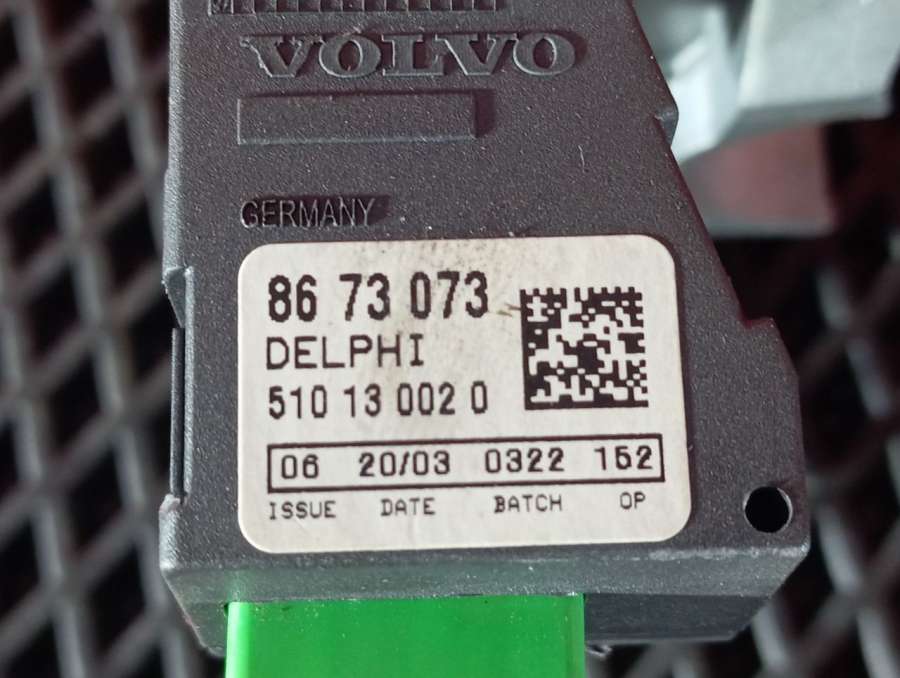 VOLVO
GERMANY
86 73 073
DELPHI
510 13 002 0
06 20/03 0322 152
ISSUE DATE BATCH OP